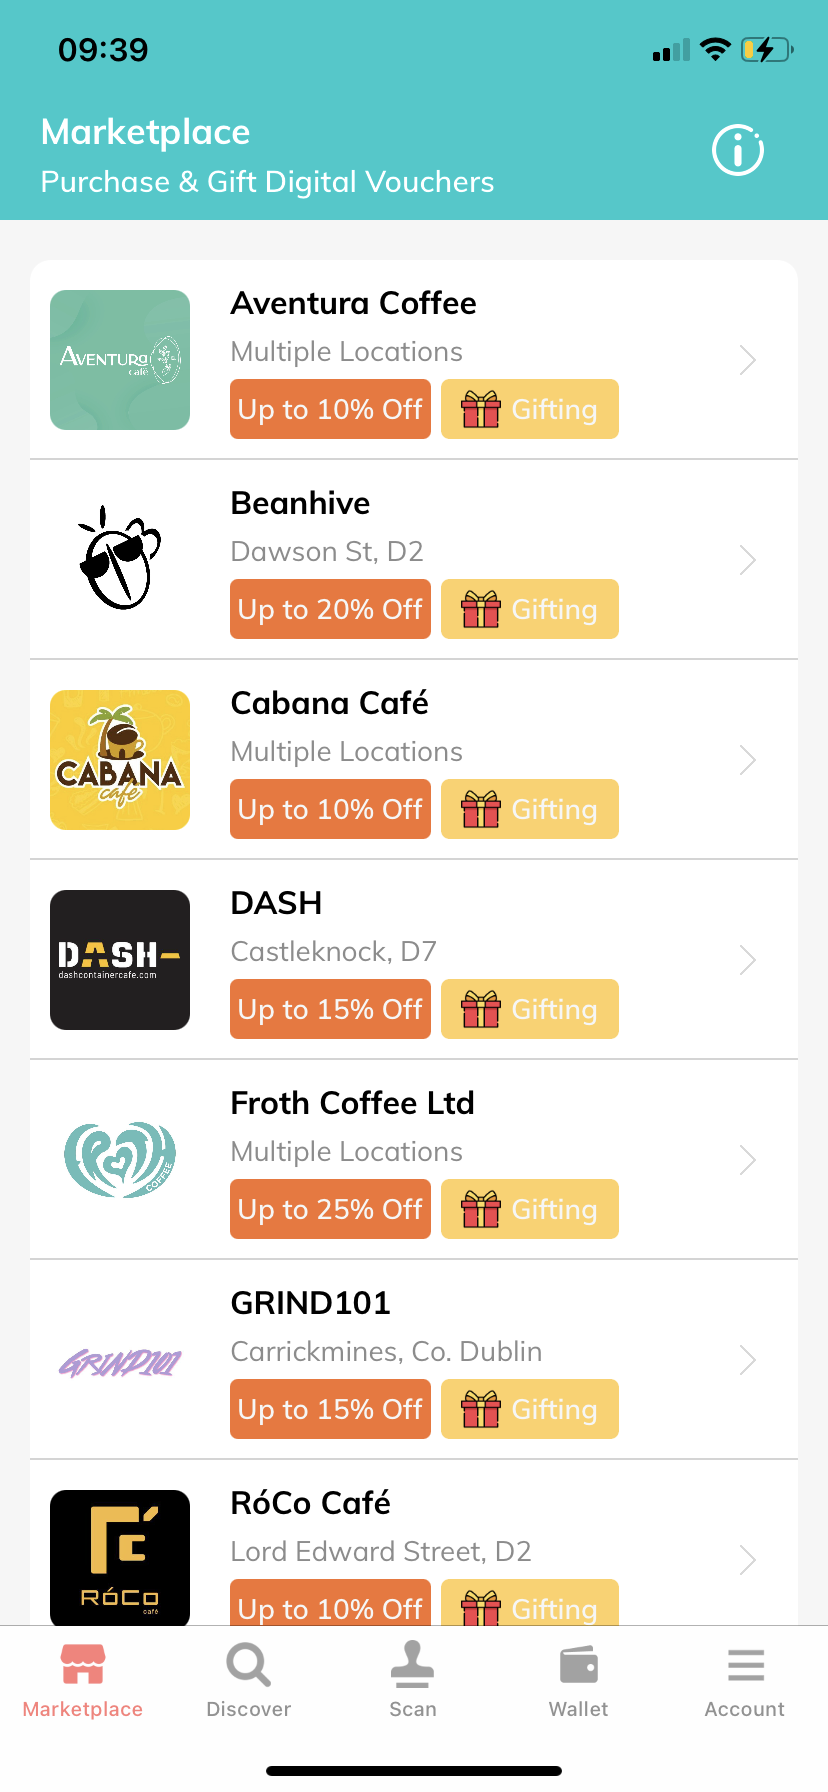 09:39
Marketplace
Purchase & Gift Digital Vouchers
AVENTURa
café
Aventura Coffee
Multiple Locations
Up to 10% Off
Gifting
Beanhive
Dawson St, D2
Up to 20% Off
Gifting
CABANA
café
Cabana Café
Multiple Locations
Up to 10% Off
Gifting
DASH-
dashcontainercafe.com
DASH
Castleknock, D7
Up to 15% Off
Gifting
FROTH
COFFEE
Froth Coffee Ltd
Multiple Locations
Up to 25% Off
Gifting
GRIND101
GRIND101
Carrickmines, Co. Dublin
Up to 15% Off
Gifting
RóCo
café
RóCo Café
Lord Edward Street, D2
Up to 10% Off
Gifting
Marketplace
Discover
Scan
Wallet
Account